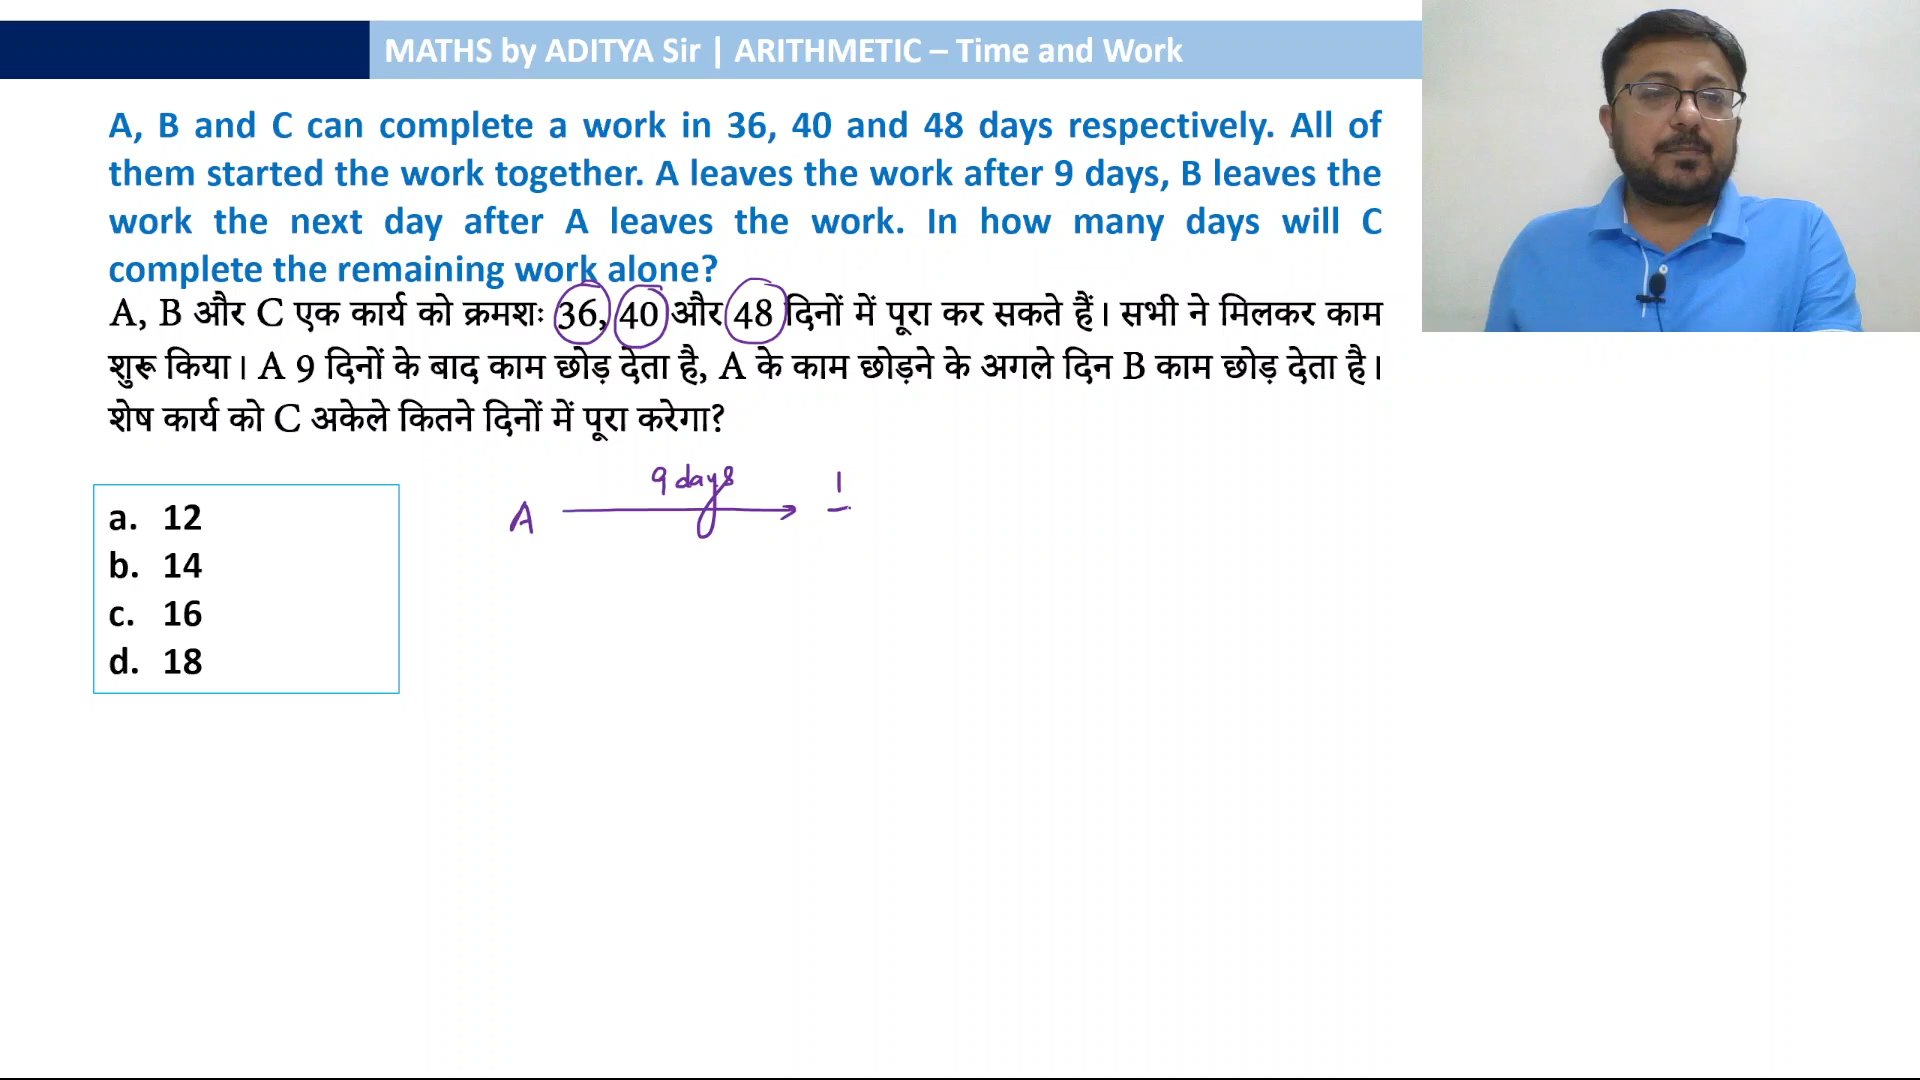 MATHS by ADITYA Sir | ARITHMETIC – Time and Work
A, B and C can complete a work in 36, 40 and 48 days respectively. All of
them started the work together. A leaves the work after 9 days, B leaves the
work the next day after A leaves the work. In how many days will C
complete the remaining work alone?
A, B और C एक कार्य को क्रमशः 36, 40 और 48 दिनों में पूरा कर सकते हैं। सभी ने मिलकर काम
शुरू किया। A 9 दिनों के बाद काम छोड़ देता है, A के काम छोड़ने के अगले दिन B काम छोड़ देता है।
शेष कार्य को C अकेले कितने दिनों में पूरा करेगा?
a. 12
b. 14
c. 16
d. 18
9 days
A → 1